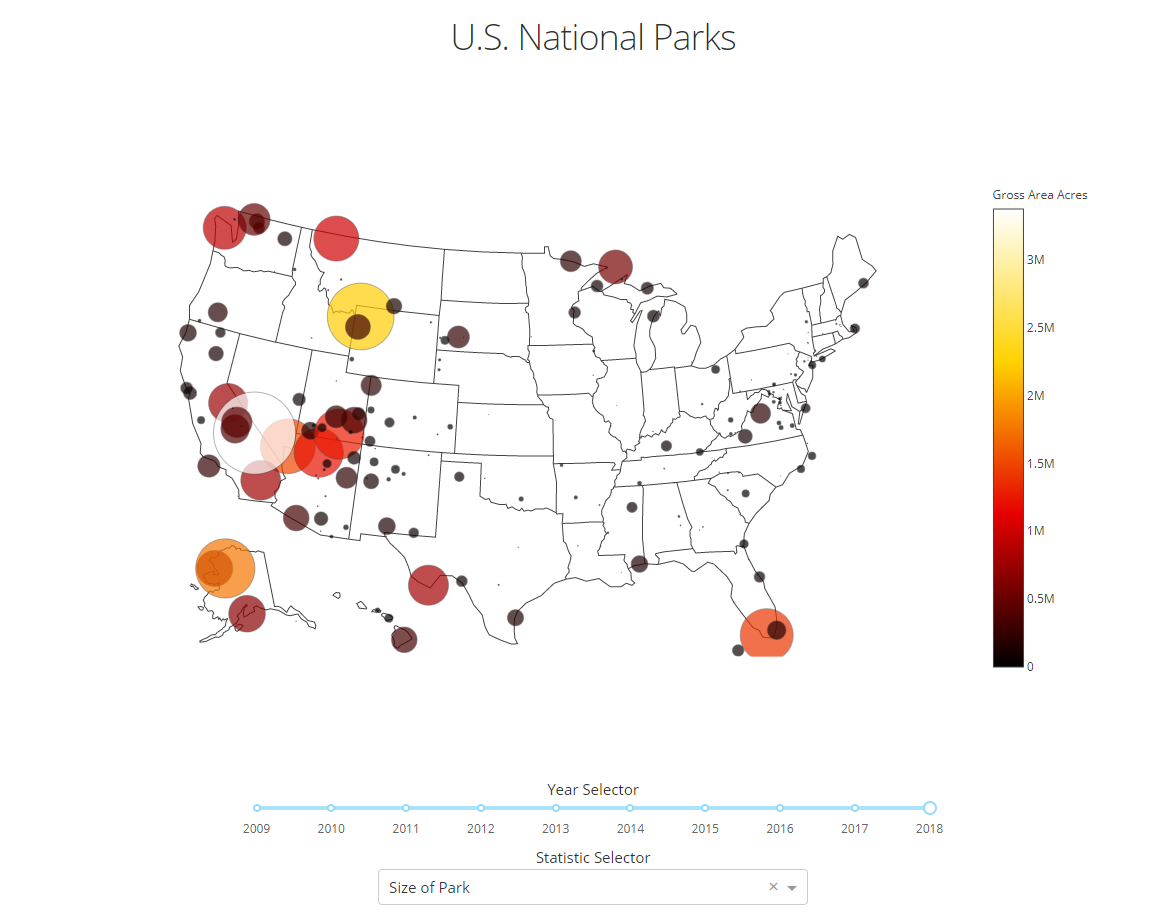 U.S. National Parks
Gross Area Acres
3M
2.5M
2M
1.5M
1M
0.5M
0
Year Selector
2009 2010 2011 2012 2013 2014 2015 2016 2017 2018
Statistic Selector
Size of Park ×